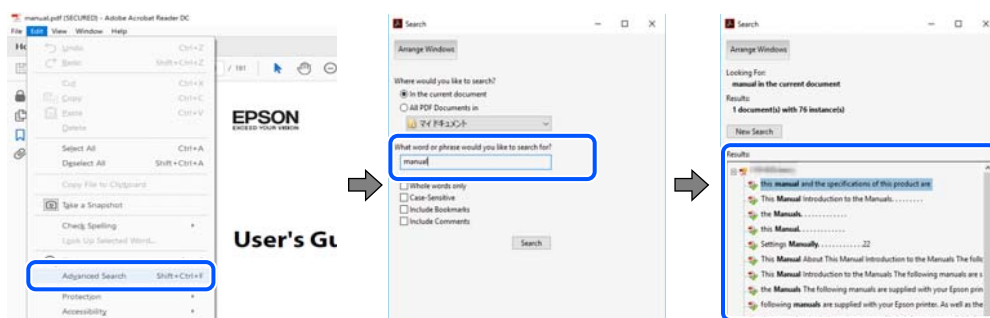 manual.pdf (SECURED) - Adobe Acrobat Reader DC
File Edit View Window Help
Undo Ctrl+Z
Redo Shift+Ctrl+Z
Cut Ctrl+X
Copy Ctrl+C
Paste Ctrl+V
Delete
Select All Ctrl+A
Deselect All Shift+Ctrl+A
Copy File to Clipboard
Take a Snapshot
Check Spelling
Look Up Selected Word...
Advanced Search Shift+Ctrl+F
Protection
Accessibility
/ 181
EPSON
EXCEED YOUR VISION
User's Gu
Search
Arrange Windows
Where would you like to search?
In the current document
All PDF Documents in
マイ ドキュメント
What word or phrase would you like to search for?
manual
Whole words only
Case-Sensitive
Include Bookmarks
Include Comments
Search
Search
Arrange Windows
Looking For:
manual in the current document
Results:
1 document(s) with 76 instance(s)
New Search
Results:
this manual and the specifications of this product are
This Manual Introduction to the Manuals. . . . . . . . .
the Manuals. . . . . . . . . . . . .
this Manual. . . . . . . . . . . . .
Settings Manually. . . . . . . . . . . .22
This Manual About This Manual Introduction to the Manuals The follo
This Manual Introduction to the Manuals The following manuals are s
the Manuals The following manuals are supplied with your Epson prin
following manuals are supplied with your Epson printer. As well as the